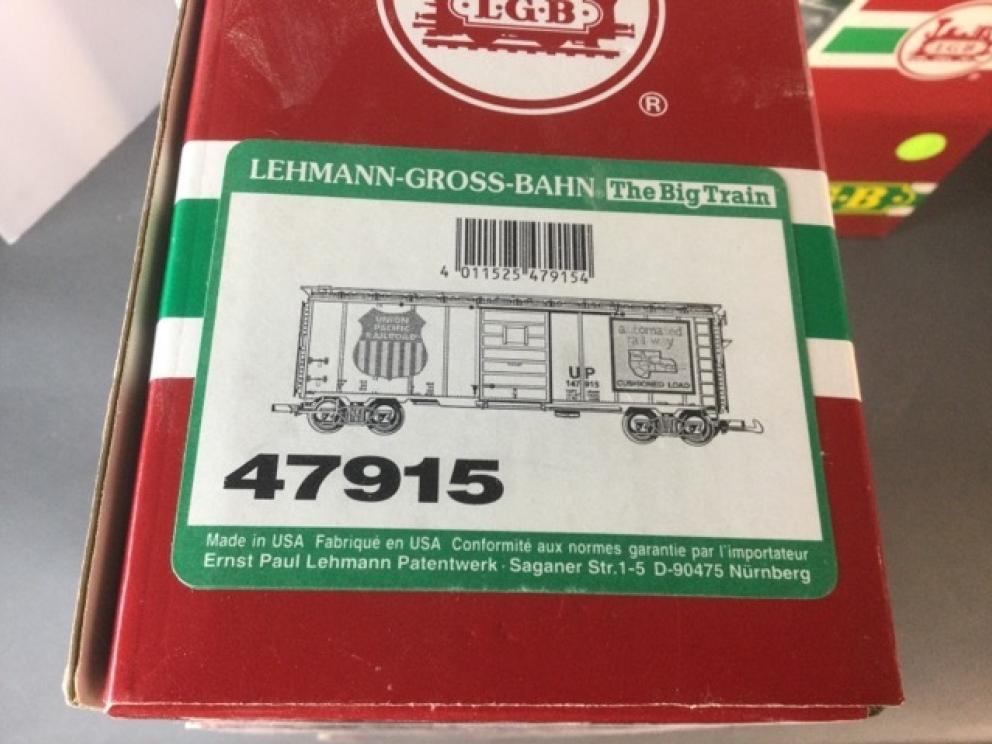 L·G·B
®
LEHMANN-GROSS-BAHN The Big Train
4 011525 479154
UNION
PACIFIC
RAILROAD
automated
rail way
UP
147 915
CUSHIONED LOAD
47915
Made in USA Fabriqué en USA Conformité aux normes garantie par l'importateur
Ernst Paul Lehmann Patentwerk · Saganer Str.1-5 D-90475 Nürnberg
L·G·B